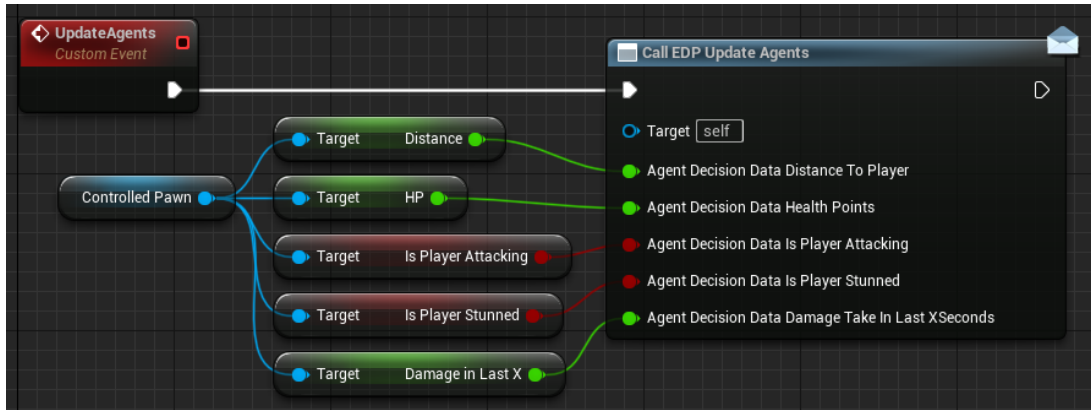 UpdateAgents
Custom Event
Call EDP Update Agents
Target self
Target Distance
Agent Decision Data Distance To Player
Controlled Pawn
Target HP
Agent Decision Data Health Points
Target Is Player Attacking
Agent Decision Data Is Player Attacking
Target Is Player Stunned
Agent Decision Data Is Player Stunned
Target Damage in Last X
Agent Decision Data Damage Take In Last XSeconds